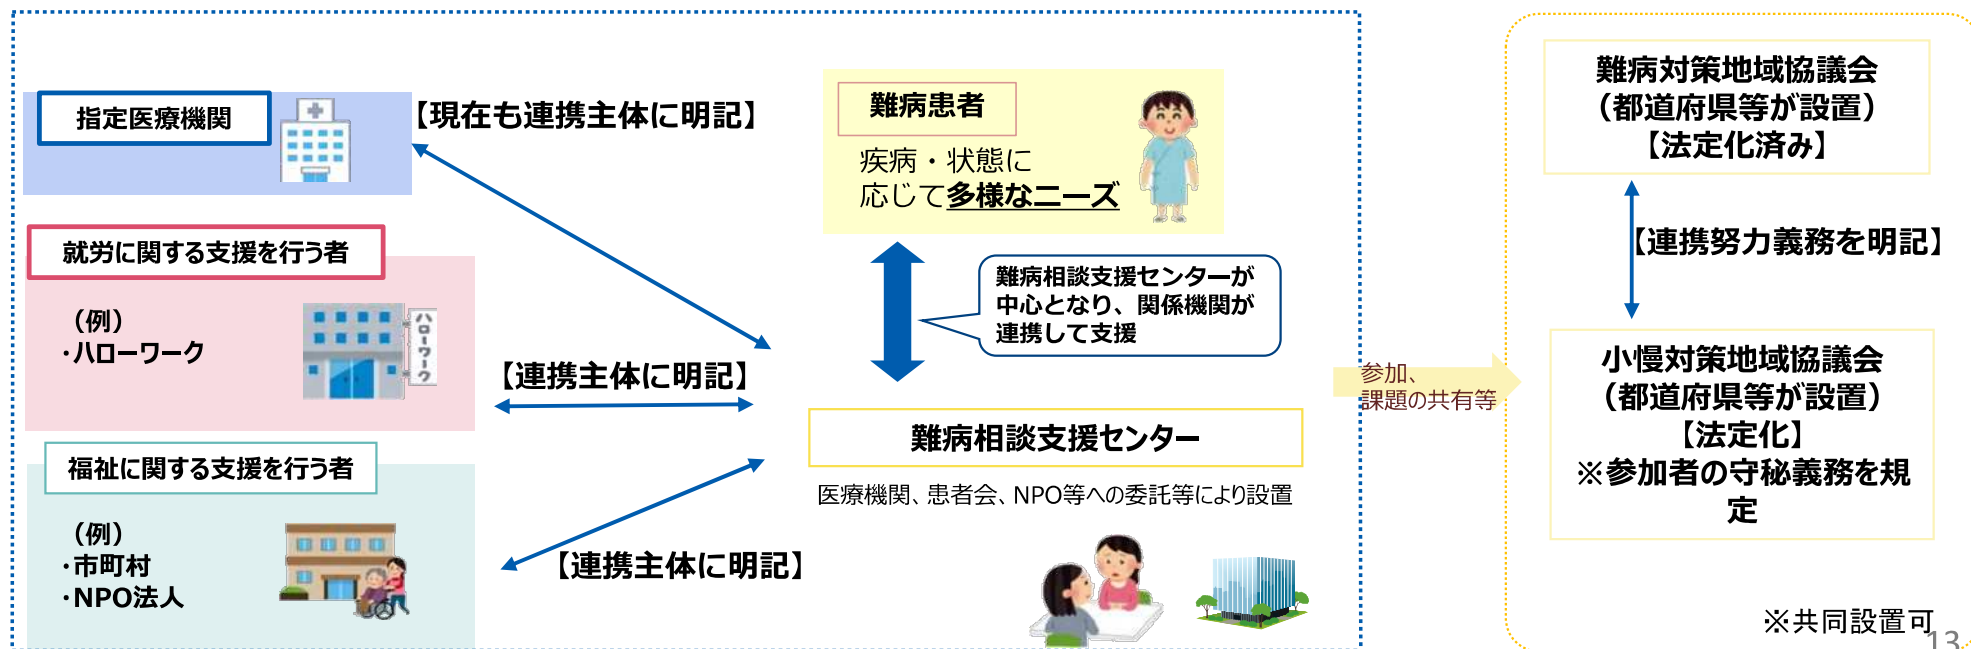 指定医療機関
【現在も連携主体に明記】
就労に関する支援を行う者
（例）
・ハローワーク
ハローワーク
【連携主体に明記】
福祉に関する支援を行う者
（例）
・市町村
・NPO法人
【連携主体に明記】
難病患者
疾病・状態に
応じて多様なニーズ
難病相談支援センターが
中心となり、関係機関が
連携して支援
難病相談支援センター
医療機関、患者会、NPO等への委託等により設置
参加、
課題の共有等
難病対策地域協議会
（都道府県等が設置）
【法定化済み】
【連携努力義務を明記】
小慢対策地域協議会
（都道府県等が設置）
【法定化】
※参加者の守秘義務を規
定
※共同設置可
13